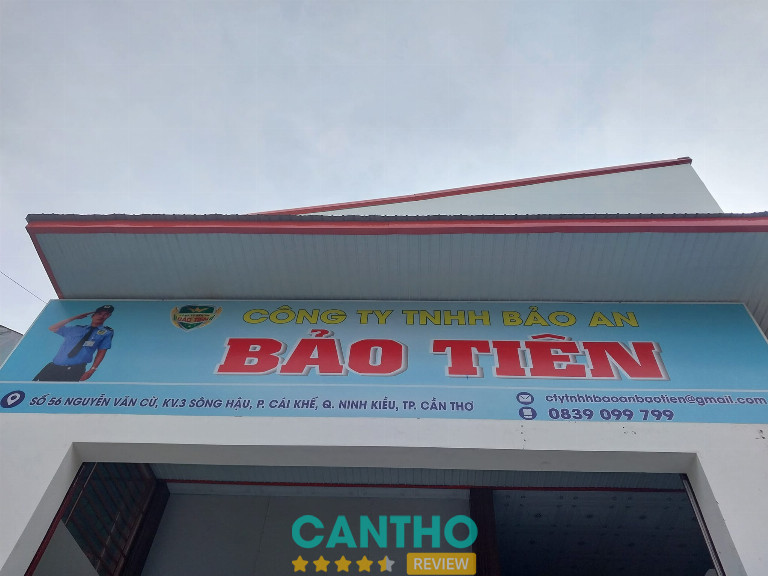 CÔNG TY TNHH BẢO AN
BẢO TIÊN
SỐ 56 NGUYỄN VĂN CỪ, KV.3 SÔNG HẬU, P. CÁI KHẾ, Q. NINH KIỀU, TP. CẦN THƠ
ctytnhhbaoanbaotien@gmail.com
0839 099 799
CANTHO
REVIEW